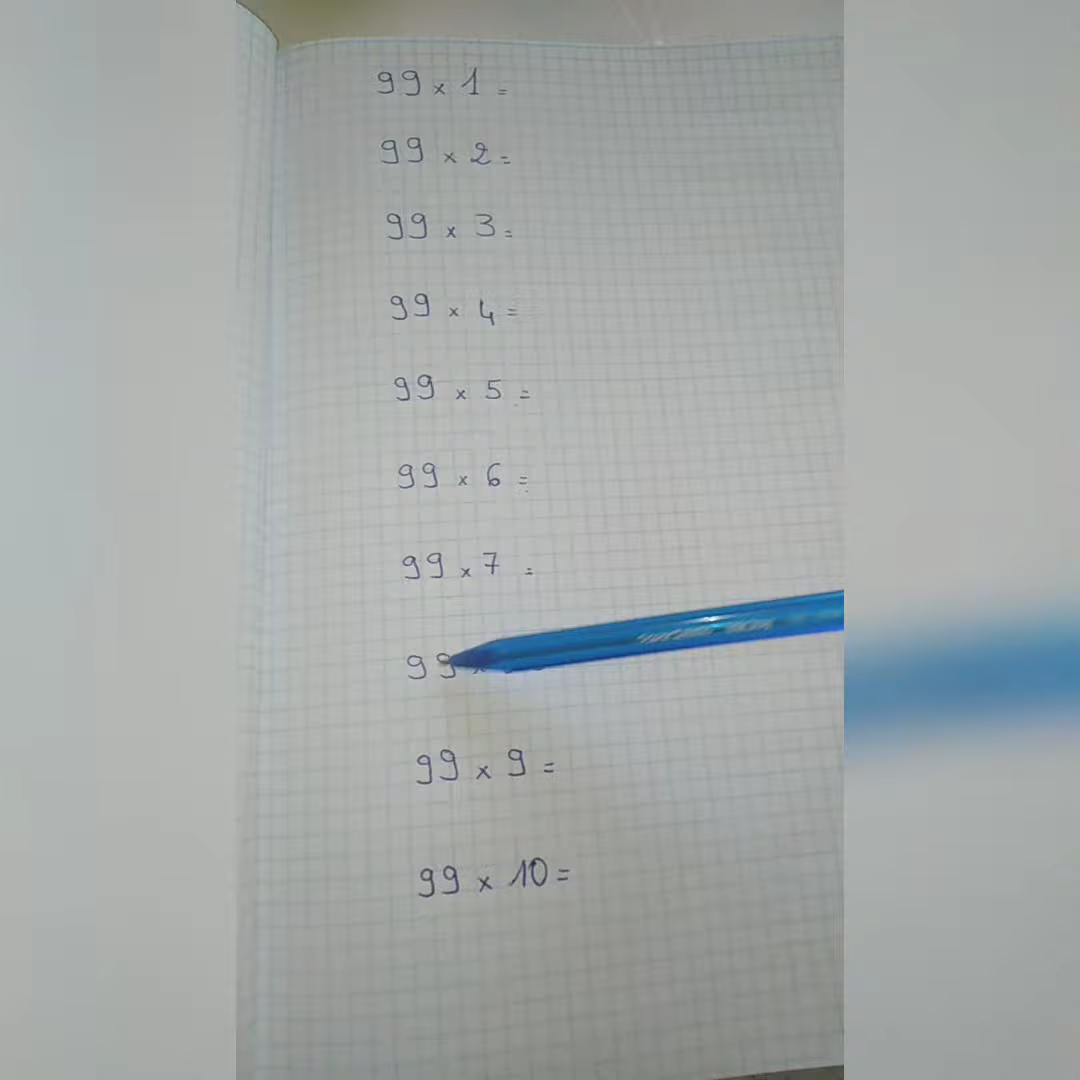 99 × 1 =
99 × 2 =
99 × 3 =
99 × 4 =
99 × 5 =
99 × 6 =
99 × 7 =
99 ×
99 × 9 =
99 × 10 =